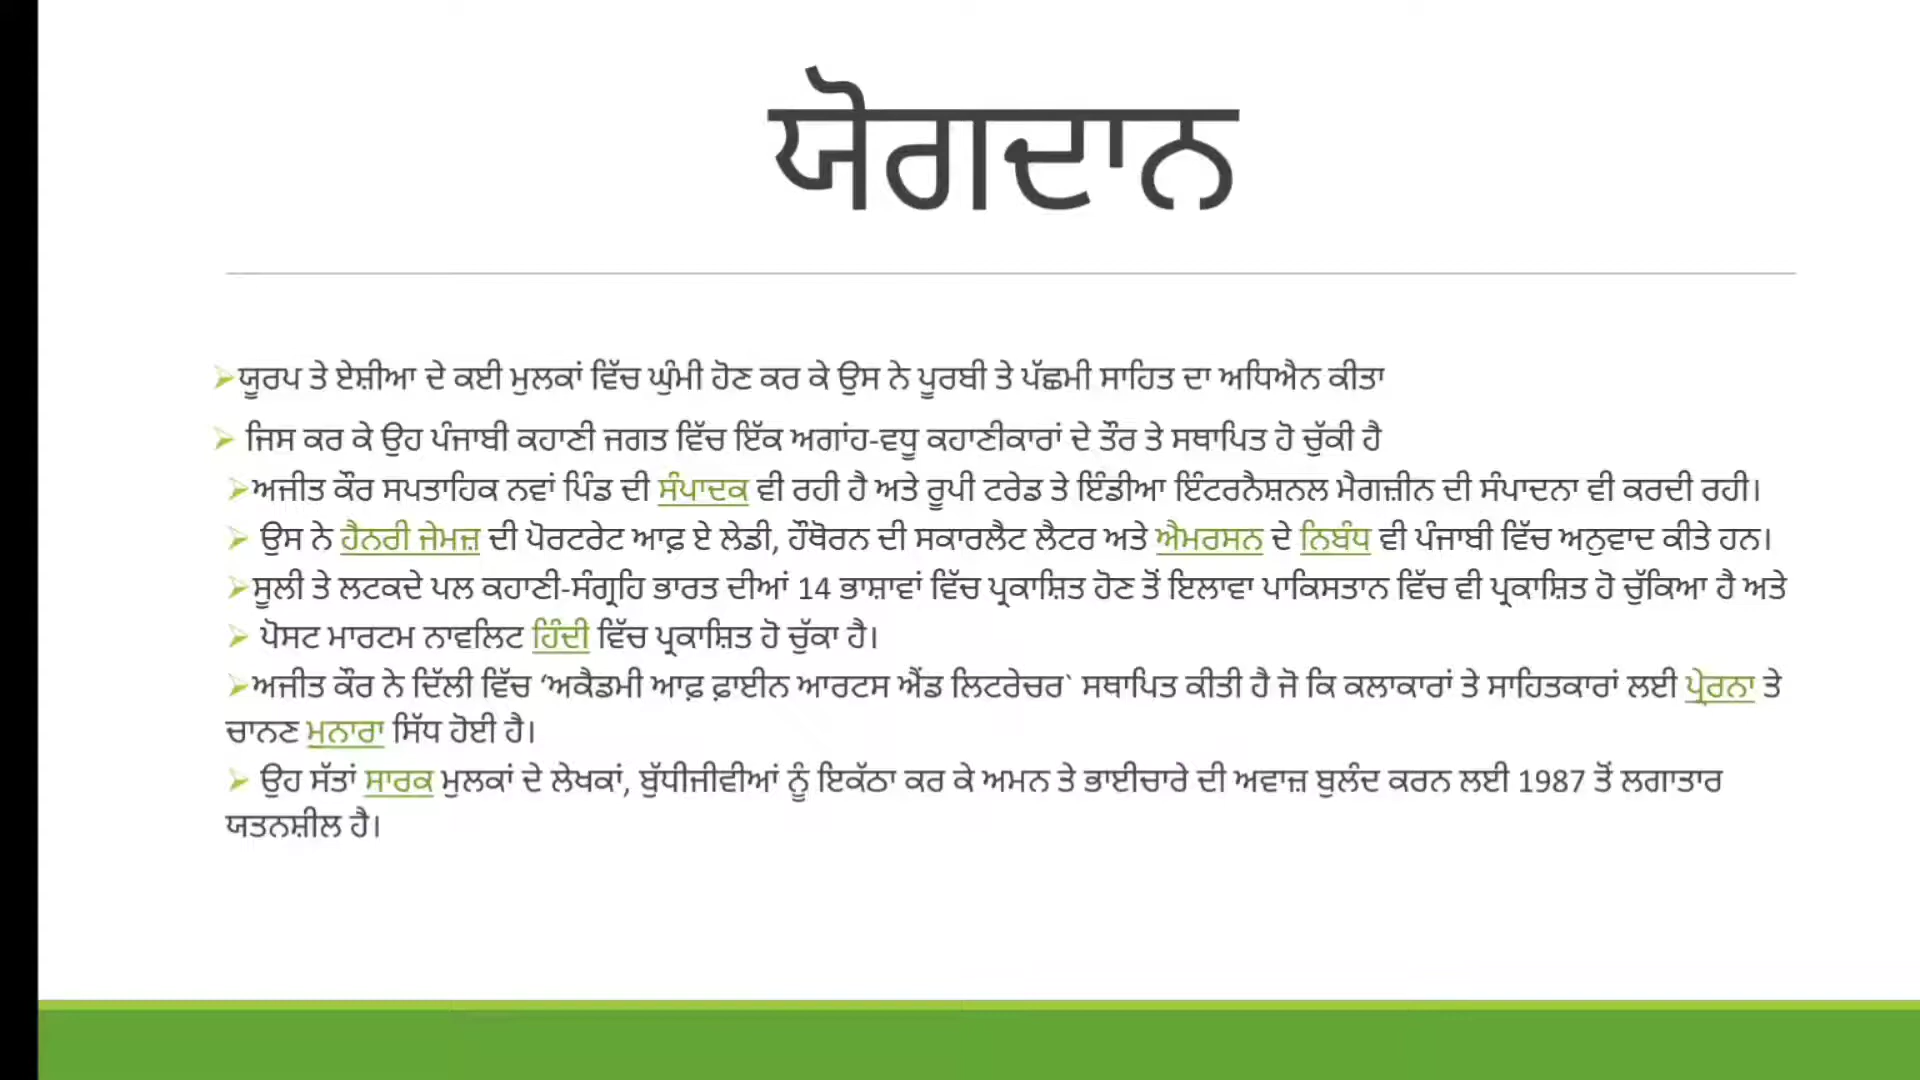 ਯੋਗਦਾਨ
➢ਯੂਰਪ ਤੇ ਏਸ਼ੀਆ ਦੇ ਕਈ ਮੁਲਕਾਂ ਵਿੱਚ ਘੁੰਮੀ ਹੋਣ ਕਰ ਕੇ ਉਸ ਨੇ ਪੂਰਬੀ ਤੇ ਪੱਛਮੀ ਸਾਹਿਤ ਦਾ ਅਧਿਐਨ ਕੀਤਾ
➢ ਜਿਸ ਕਰ ਕੇ ਉਹ ਪੰਜਾਬੀ ਕਹਾਣੀ ਜਗਤ ਵਿੱਚ ਇੱਕ ਅਗਾਂਹ-ਵਧੂ ਕਹਾਣੀਕਾਰਾਂ ਦੇ ਤੌਰ ਤੇ ਸਥਾਪਿਤ ਹੋ ਚੁੱਕੀ ਹੈ
➢ਅਜੀਤ ਕੌਰ ਸਪਤਾਹਿਕ ਨਵਾਂ ਪਿੰਡ ਦੀ ਸੰਪਾਦਕ ਵੀ ਰਹੀ ਹੈ ਅਤੇ ਰੂਪੀ ਟਰੇਡ ਤੇ ਇੰਡੀਆ ਇੰਟਰਨੈਸ਼ਨਲ ਮੈਗਜ਼ੀਨ ਦੀ ਸੰਪਾਦਨਾ ਵੀ ਕਰਦੀ ਰਹੀ।
➢ ਉਸ ਨੇ ਹੈਨਰੀ ਜੇਮਜ਼ ਦੀ ਪੋਰਟਰੇਟ ਆਫ਼ ਏ ਲੇਡੀ, ਹੌਥੋਰਨ ਦੀ ਸਕਾਰਲੈਟ ਲੈਟਰ ਅਤੇ ਐਮਰਸਨ ਦੇ ਨਿਬੰਧ ਵੀ ਪੰਜਾਬੀ ਵਿੱਚ ਅਨੁਵਾਦ ਕੀਤੇ ਹਨ।
➢ਸੂਲੀ ਤੇ ਲਟਕਦੇ ਪਲ ਕਹਾਣੀ-ਸੰਗ੍ਰਹਿ ਭਾਰਤ ਦੀਆਂ 14 ਭਾਸ਼ਾਵਾਂ ਵਿੱਚ ਪ੍ਰਕਾਸ਼ਿਤ ਹੋਣ ਤੋਂ ਇਲਾਵਾ ਪਾਕਿਸਤਾਨ ਵਿੱਚ ਵੀ ਪ੍ਰਕਾਸ਼ਿਤ ਹੋ ਚੁੱਕਿਆ ਹੈ ਅਤੇ
➢ ਪੋਸਟ ਮਾਰਟਮ ਨਾਵਲਿਟ ਹਿੰਦੀ ਵਿੱਚ ਪ੍ਰਕਾਸ਼ਿਤ ਹੋ ਚੁੱਕਾ ਹੈ।
➢ਅਜੀਤ ਕੌਰ ਨੇ ਦਿੱਲੀ ਵਿੱਚ ‘ਅਕੈਡਮੀ ਆਫ਼ ਫ਼ਾਈਨ ਆਰਟਸ ਐਂਡ ਲਿਟਰੇਚਰ` ਸਥਾਪਿਤ ਕੀਤੀ ਹੈ ਜੋ ਕਿ ਕਲਾਕਾਰਾਂ ਤੇ ਸਾਹਿਤਕਾਰਾਂ ਲਈ ਪ੍ਰੇਰਨਾ ਤੇ
ਚਾਨਣ ਮਨਾਰਾ ਸਿੱਧ ਹੋਈ ਹੈ।
➢ ਉਹ ਸੱਤਾਂ ਸਾਰਕ ਮੁਲਕਾਂ ਦੇ ਲੇਖਕਾਂ, ਬੁੱਧੀਜੀਵੀਆਂ ਨੂੰ ਇਕੱਠਾ ਕਰ ਕੇ ਅਮਨ ਤੇ ਭਾਈਚਾਰੇ ਦੀ ਅਵਾਜ਼ ਬੁਲੰਦ ਕਰਨ ਲਈ 1987 ਤੋਂ ਲਗਾਤਾਰ
ਯਤਨਸ਼ੀਲ ਹੈ।